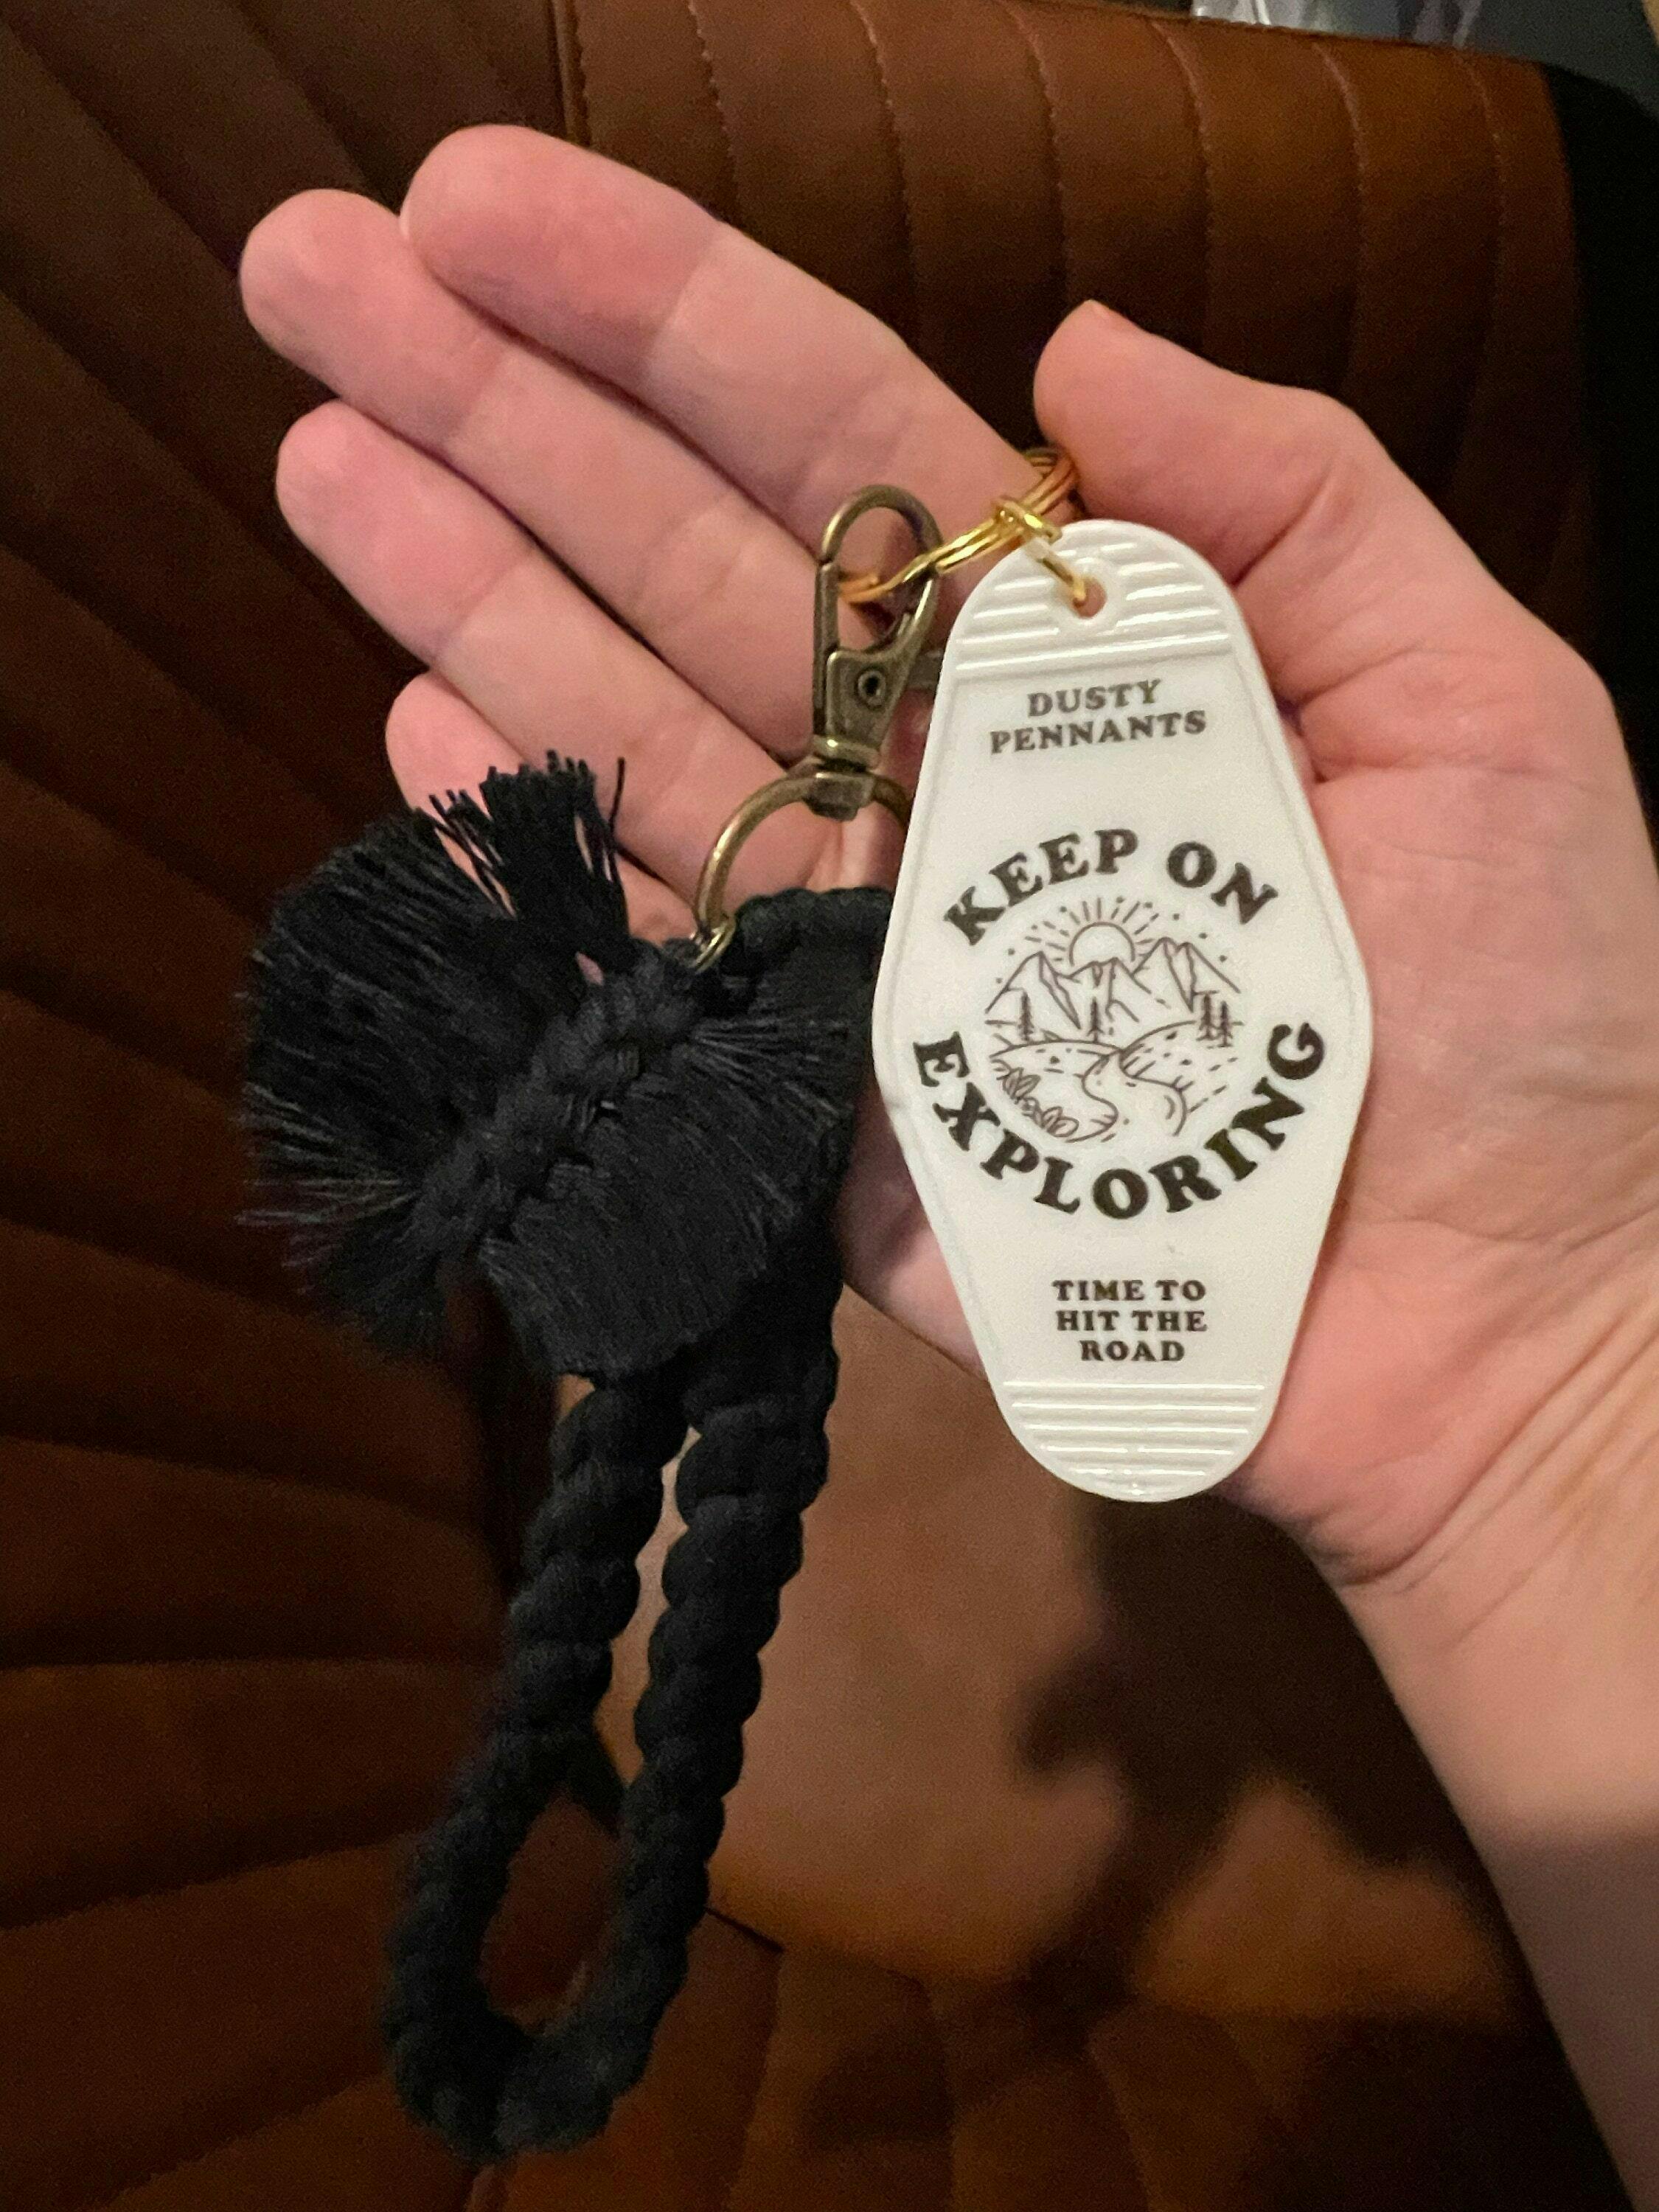 DUSTY
PENNANTS
KEEP ON
EXPLORING
TIME TO
HIT THE
ROAD